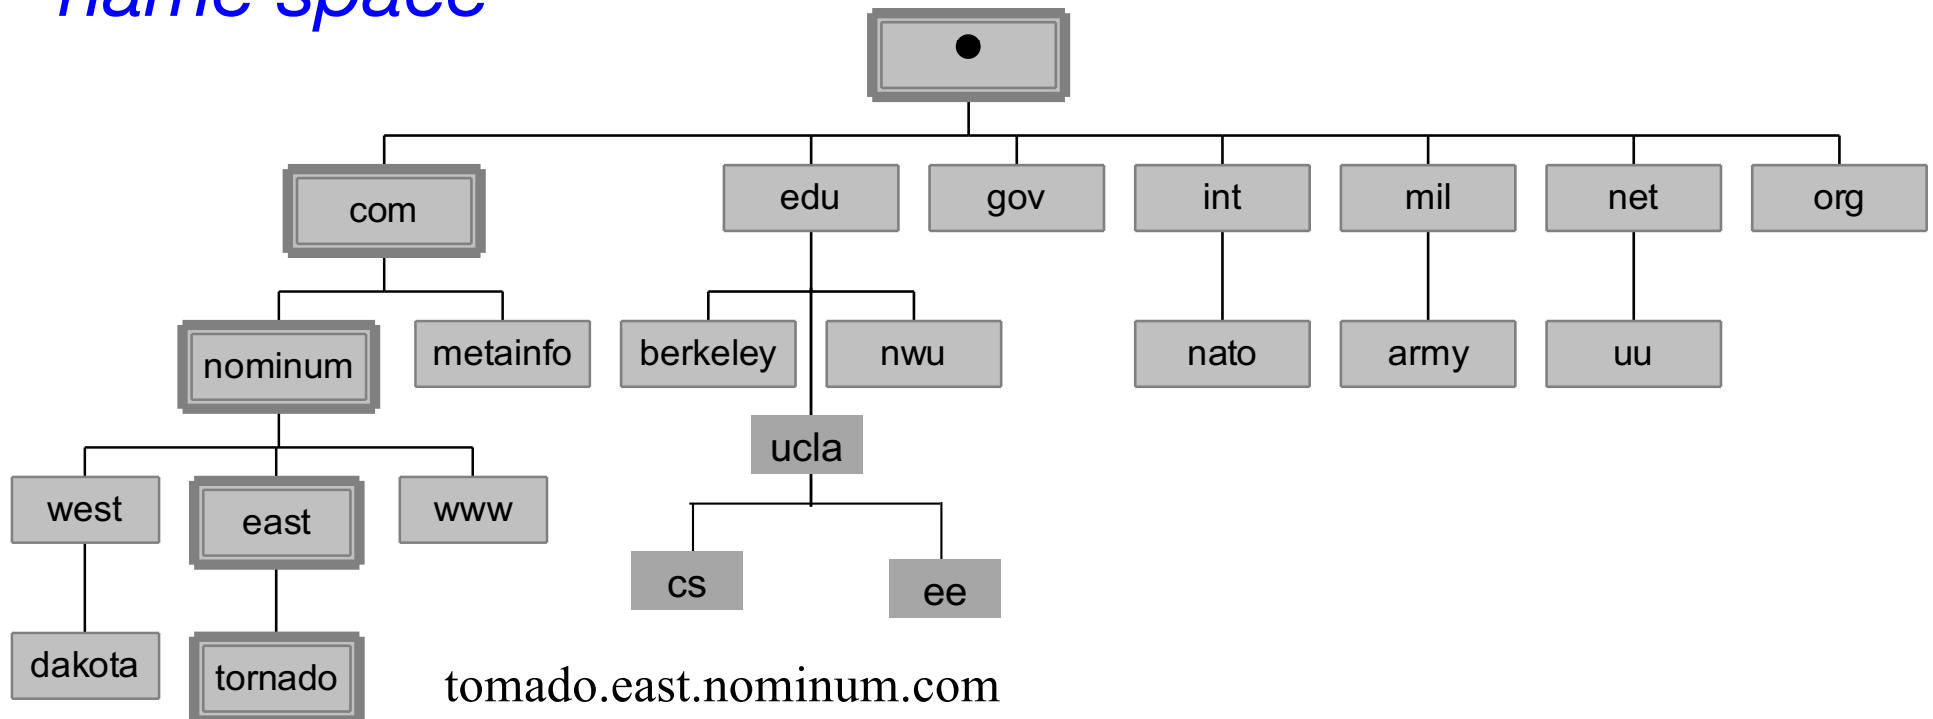 name space
com
edu
gov
int
mil
net
org
nominum
metainfo
berkeley
nwu
nato
army
uu
ucla
west
east
www
cs
ee
dakota
tornado
tomado.east.nominum.com